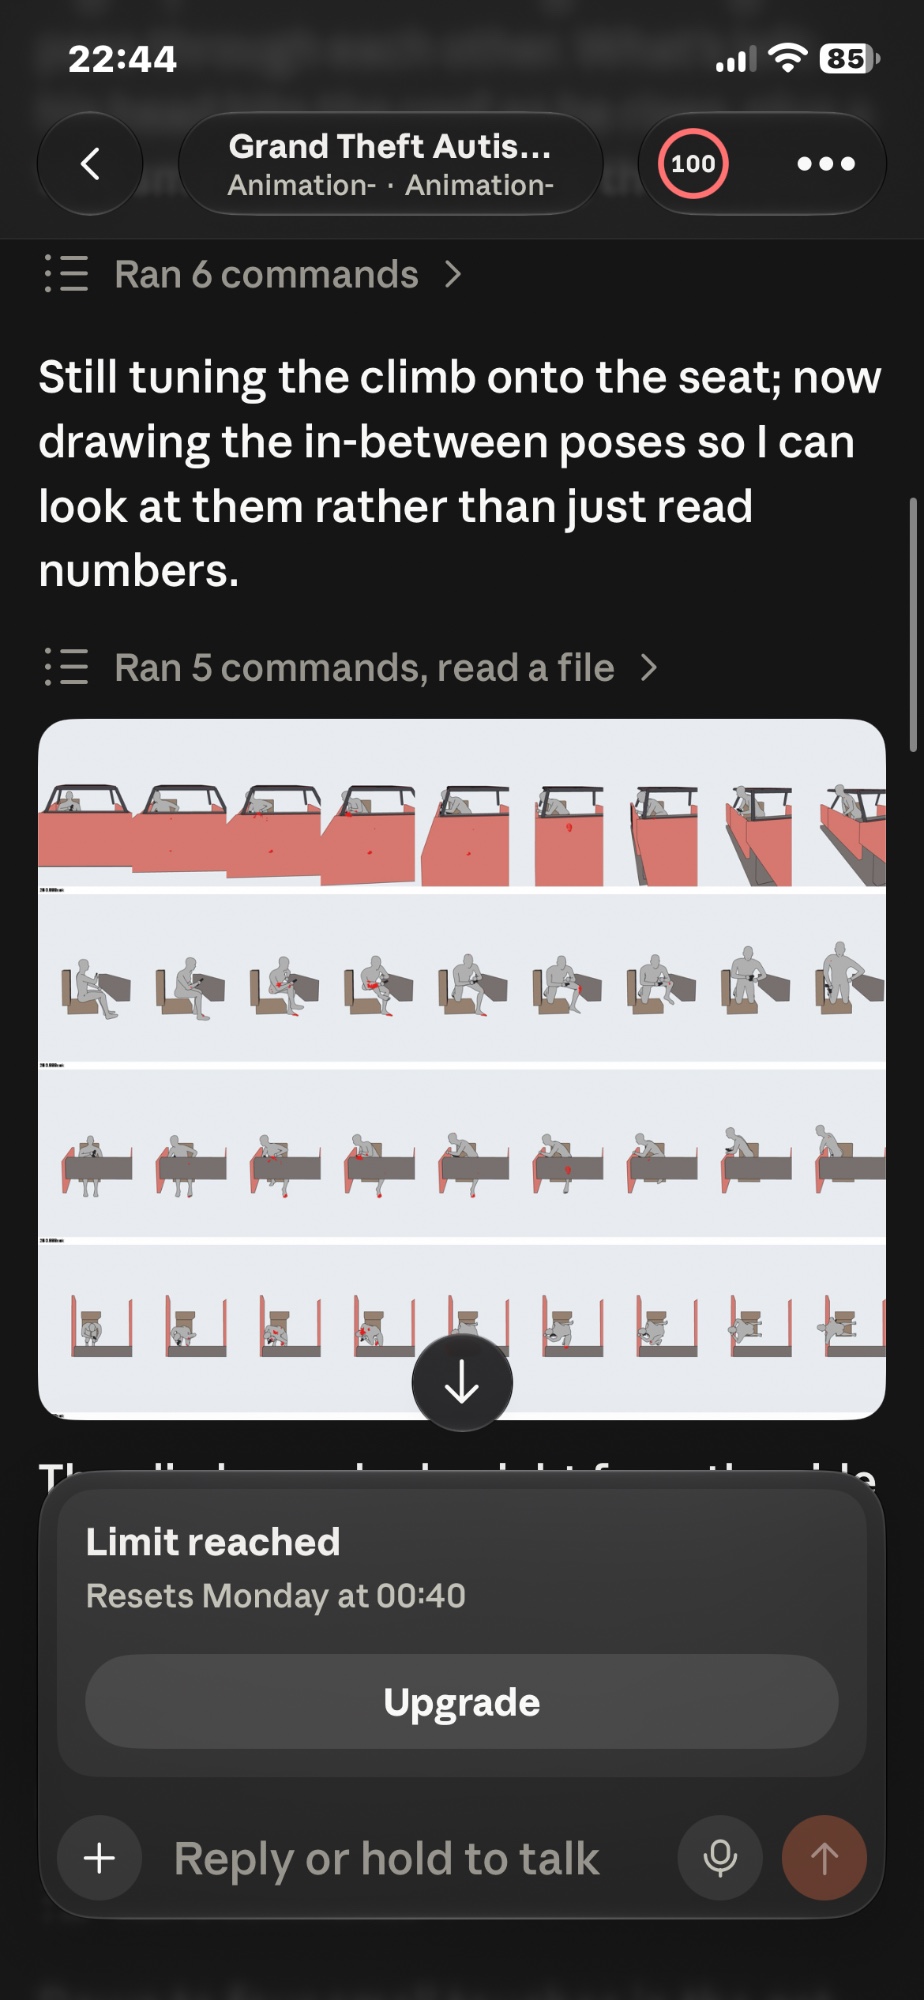 22:44
85
Grand Theft Autis...
Animation- · Animation-
100
Ran 6 commands
Still tuning the climb onto the seat; now
drawing the in-between poses so I can
look at them rather than just read
numbers.
Ran 5 commands, read a file
Limit reached
Resets Monday at 00:40
Upgrade
Reply or hold to talk